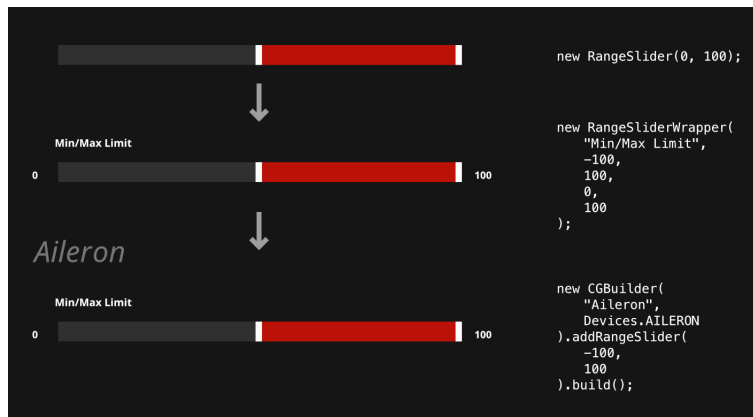 new RangeSlider(0, 100);
Min/Max Limit
0
100
new RangeSliderWrapper(
"Min/Max Limit",
-100,
100,
0,
100
);
Aileron
Min/Max Limit
0
100
new CGBuilder(
"Aileron",
Devices.AILERON
).addRangeSlider(
-100,
100
).build();